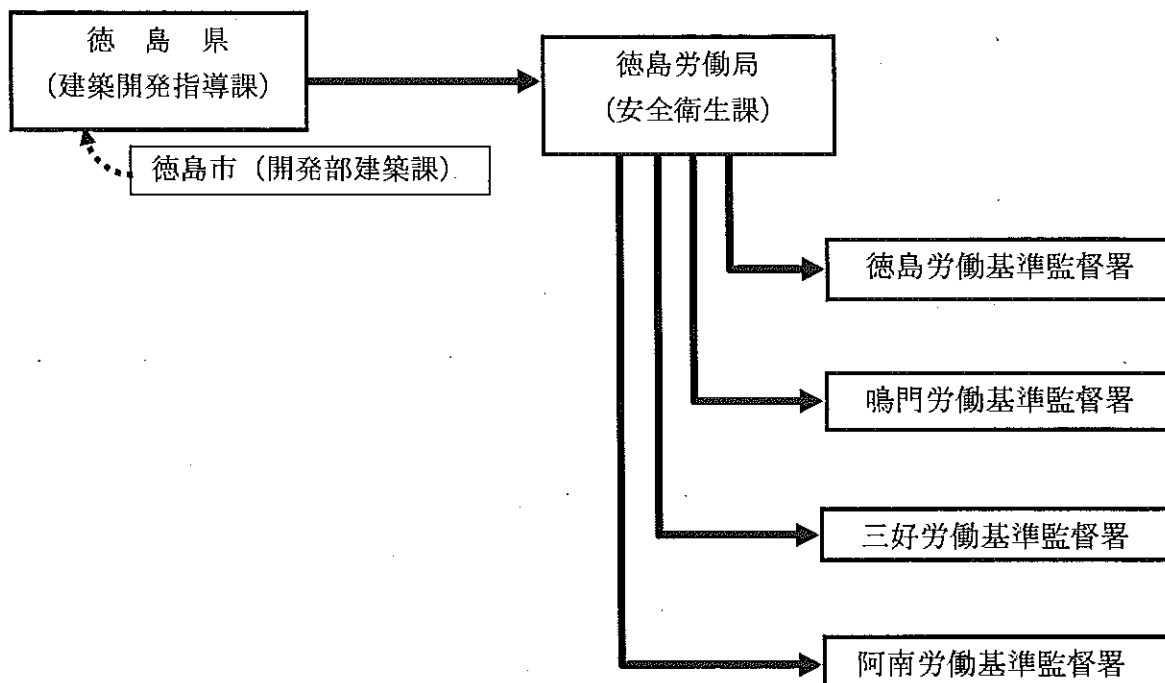 徳島県
(建築開発指導課)
徳島市(開発部建築課)
徳島労働局
(安全衛生課)
徳島労働基準監督署
鳴門労働基準監督署
三好労働基準監督署
阿南労働基準監督署